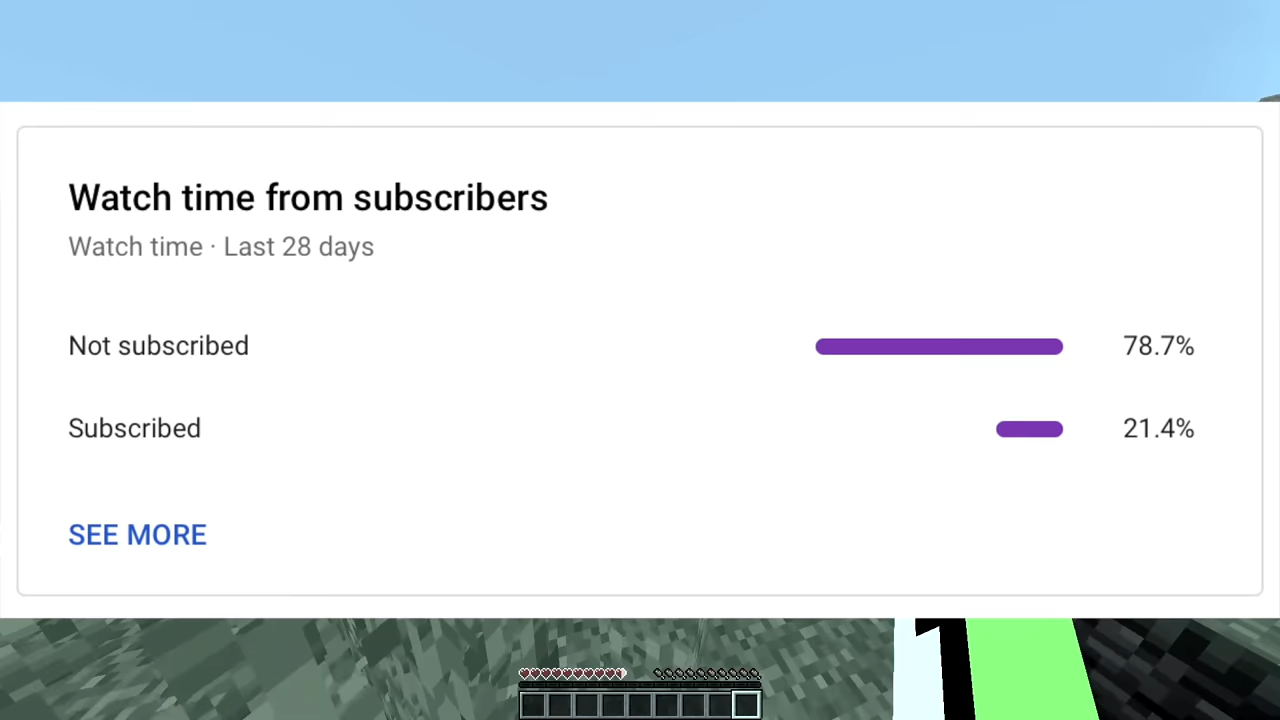 Watch time from subscribers
Watch time · Last 28 days
Not subscribed 78.7%
Subscribed 21.4%
SEE MORE